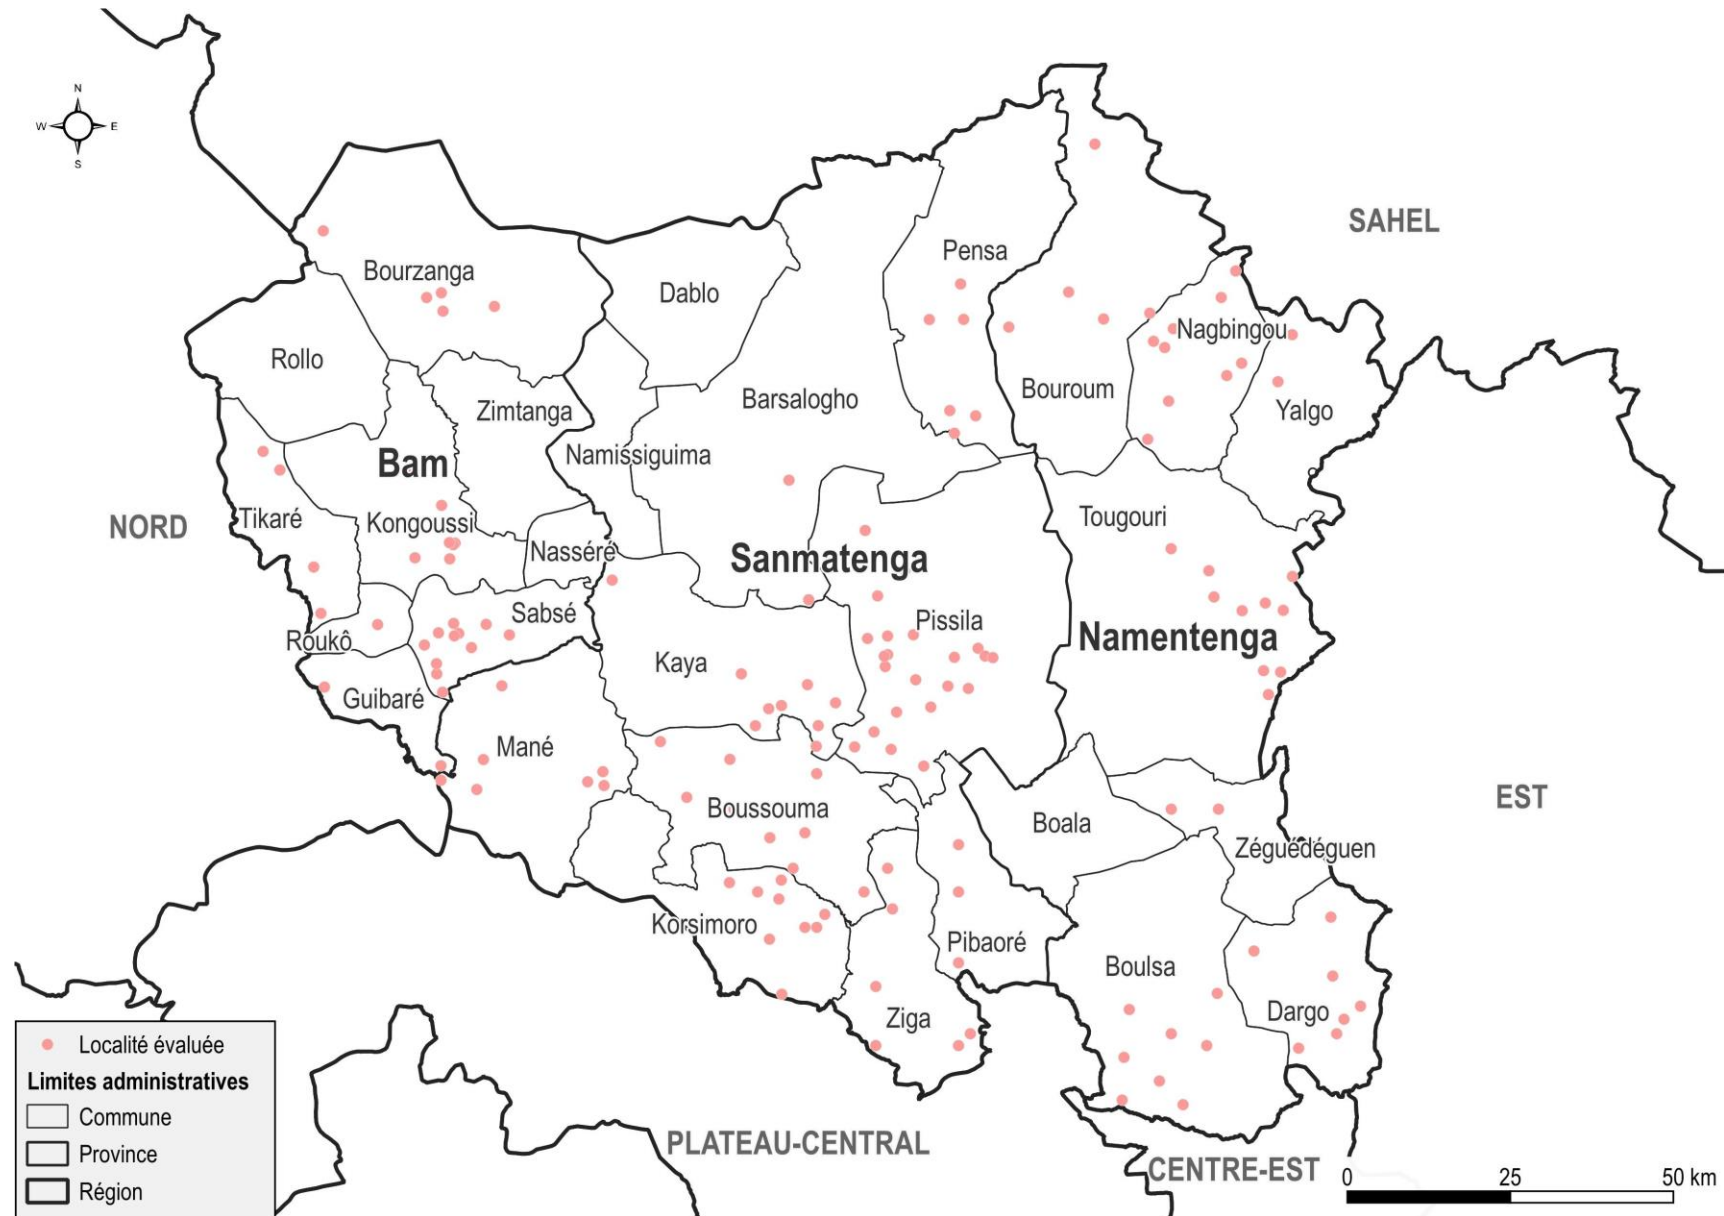 N
W E
S
SAHEL
Pensa
Bourzanga
Dablo
Nagbingou
Rollo
Bouroum
Barsalogho
Yalgo
Zimtanga
Namissiguima
Bam
Tougouri
Tikaré
Kongoussi
NORD
Nasséré
Sanmatenga
Sabsé
Pissila
Roukô
Namentenga
Kaya
Guibaré
Mané
EST
Boussouma
Boala
Zéguédéguen
Korsimoro
Pibaoré
Boulsa
Dargo
Ziga
Localité évaluée
Limites administratives
Commune
Province
Région
PLATEAU-CENTRAL
CENTRE-EST
0 25 50 km